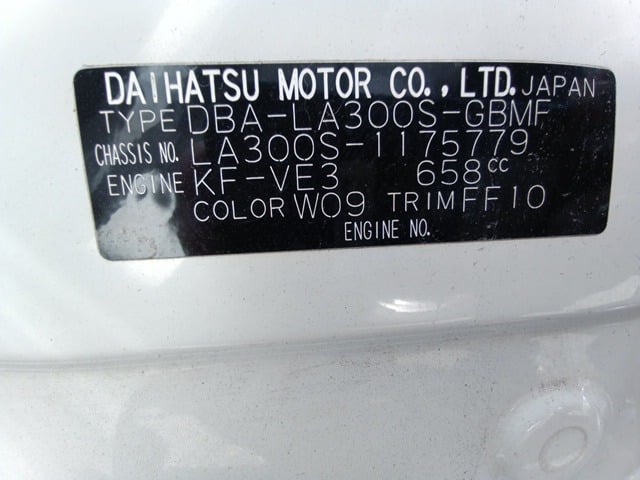 DAIHATSU MOTOR CO., LTD. JAPAN
TYPE DBA-LA300S-GBMF
CHASSIS NO. LA300S-1175779
ENGINE KF-VE3 658cc
COLOR W09 TRIM FF10
ENGINE NO.